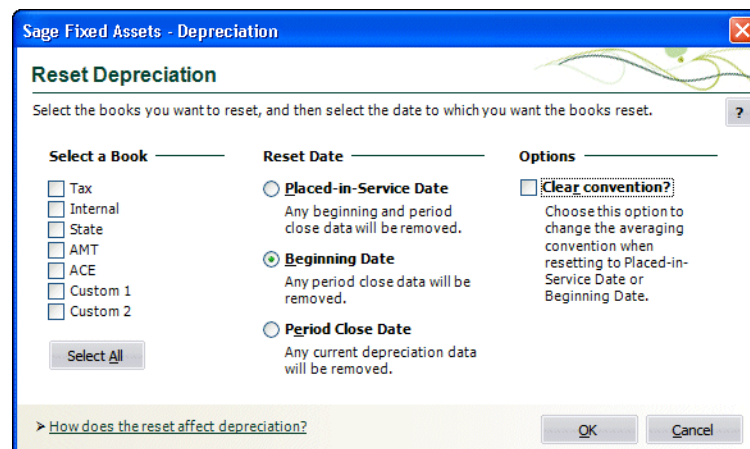 Sage Fixed Assets - Depreciation
Reset Depreciation
Select the books you want to reset, and then select the date to which you want the books reset.
?
Select a Book
Tax
Internal
State
AMT
ACE
Custom 1
Custom 2
Select All
Reset Date
Placed-in-Service Date
Any beginning and period
close data will be removed.
Beginning Date
Any period close data will be
removed.
Period Close Date
Any current depreciation data
will be removed.
Options
Clear convention?
Choose this option to
change the averaging
convention when
resetting to Placed-in-
Service Date or
Beginning Date.
How does the reset affect depreciation?
OK
Cancel